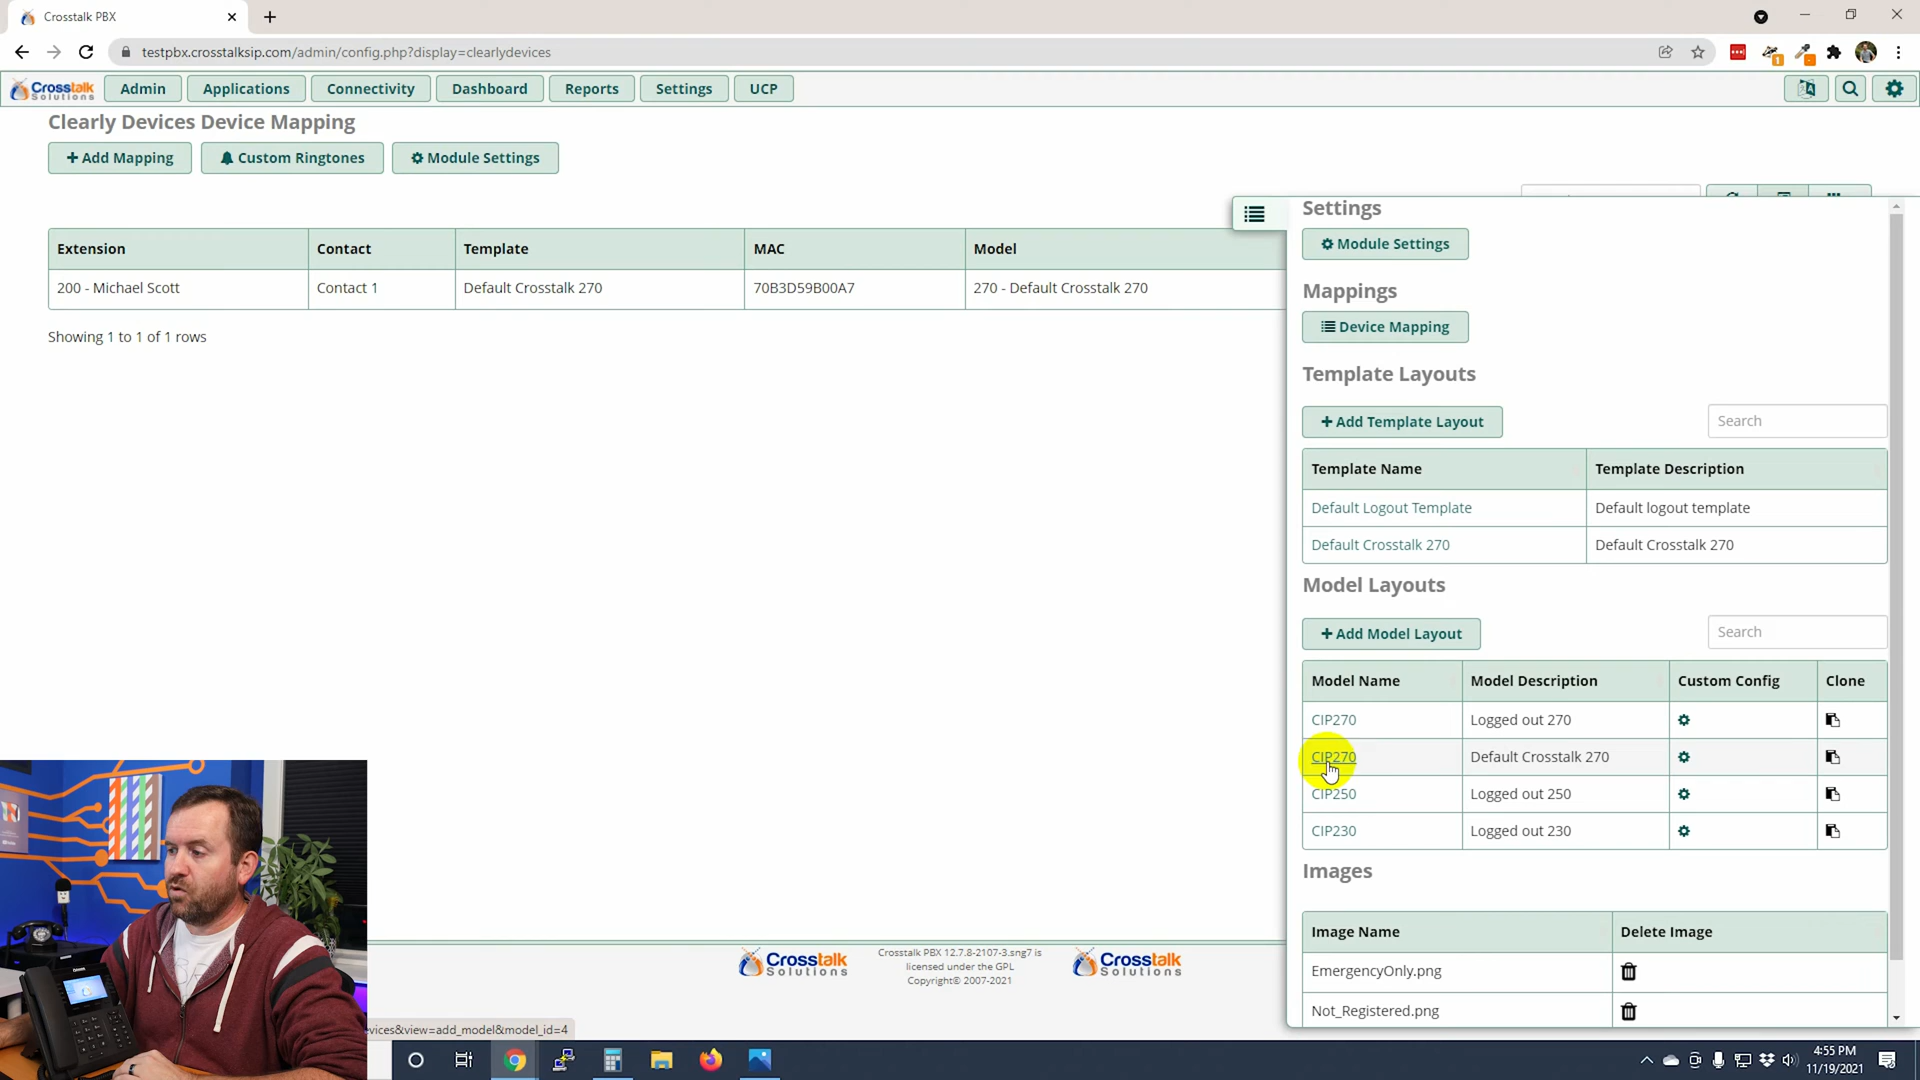 Crosstalk PBX
testpbx.crosstalksip.com/admin/config.php?display=clearlydevices
1
Crosstalk Solutions
Admin
Applications
Connectivity
Dashboard
Reports
Settings
UCP
Clearly Devices Device Mapping
Add Mapping
Custom Ringtones
Module Settings
Extension
Contact
Template
MAC
Model
200 - Michael Scott
Contact 1
Default Crosstalk 270
70B3D59B00A7
270 - Default Crosstalk 270
Showing 1 to 1 of 1 rows
Settings
Module Settings
Mappings
Device Mapping
Template Layouts
Add Template Layout
Search
Template Name
Template Description
Default Logout Template
Default logout template
Default Crosstalk 270
Default Crosstalk 270
Model Layouts
Add Model Layout
Search
Model Name
Model Description
Custom Config
Clone
CIP270
Logged out 270
CIP270
Default Crosstalk 270
CIP250
Logged out 250
CIP230
Logged out 230
Images
Image Name
Delete Image
EmergencyOnly.png
Not_Registered.png
Crosstalk Solutions
Crosstalk PBX 12.7.8-2107-3.sng7 is
licensed under the GPL
Copyright© 2007-2021
Crosstalk Solutions
vices&view=add_model&model_id=4
4:55 PM
11/19/2021